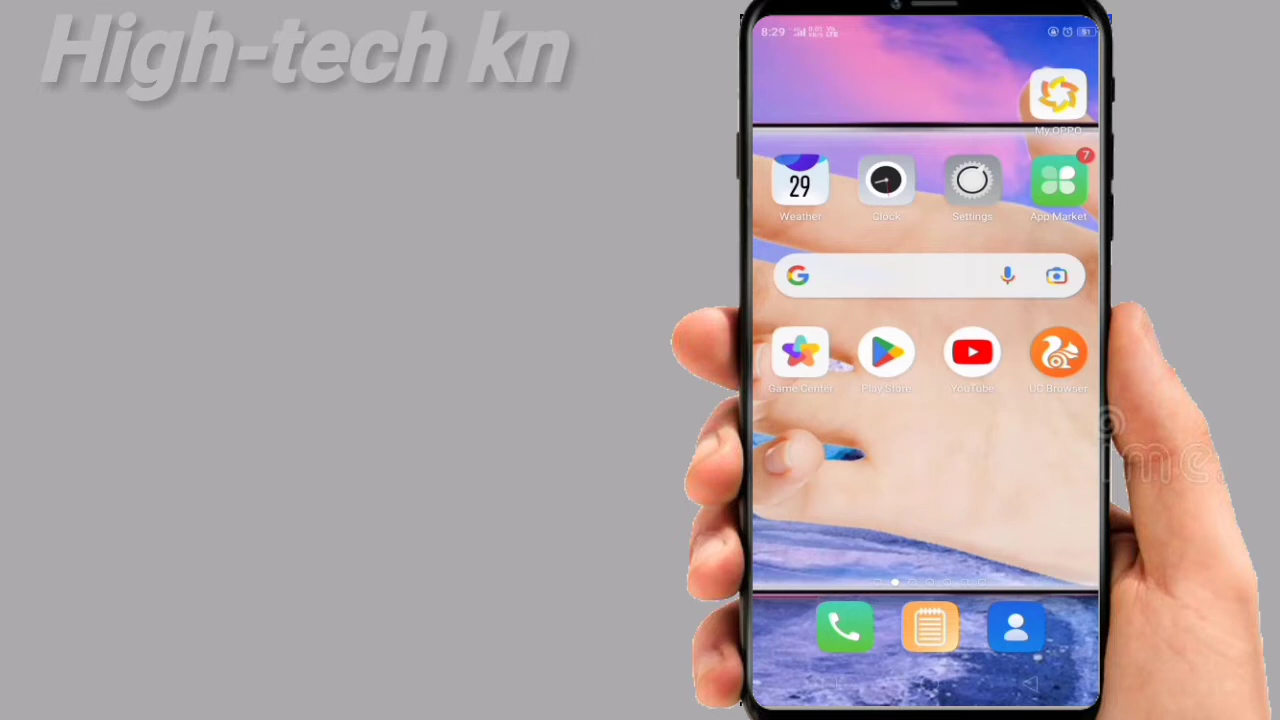 High-tech kn
8:29
51
My OPPO
7
29
Weather
Clock
Settings
App Market
Game Center
Play Store
YouTube
UC Browser